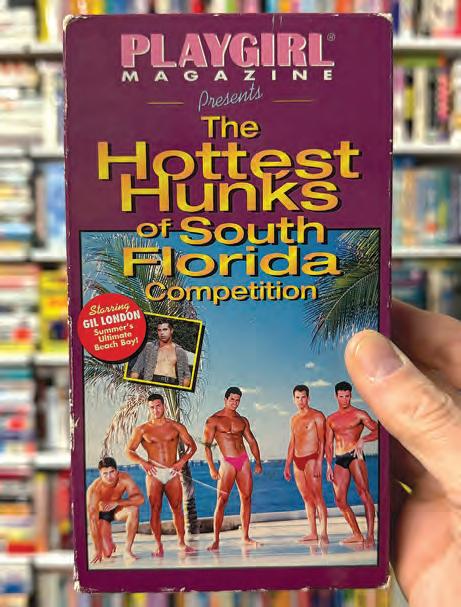 PLAYGIRL®
MAGAZINE
Presents
The
Hottest
Hunks
of South
Florida
Competition
Starring
GIL LONDON
Summer's
Ultimate
Beach Boy!